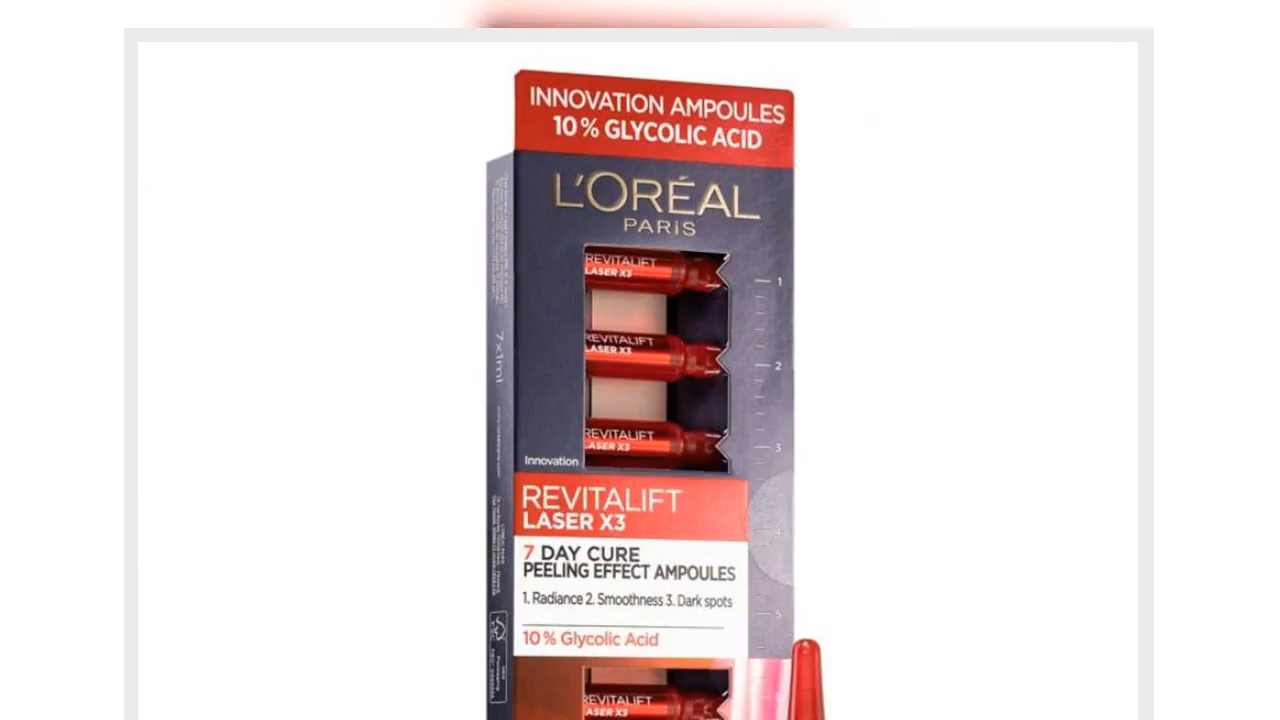 INNOVATION AMPOULES
10% GLYCOLIC ACID
L'ORÉAL
PARIS
REVITALIFT
LASER X3
1
REVITALIFT
LASER X3
2
REVITALIFT
LASER X3
3
Innovation
REVITALIFT
LASER X3
4
7 DAY CURE
PEELING EFFECT AMPOULES
1. Radiance 2. Smoothness 3. Dark spots
5
10% Glycolic Acid
REVITALIFT
LASER X3
7x1ml